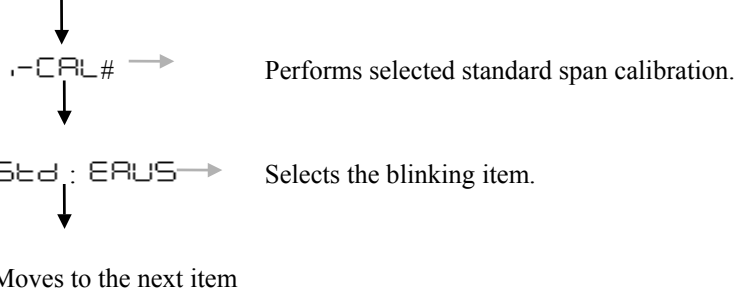 -CAL# Performs selected standard span calibration.
Std : EAUS Selects the blinking item.
Moves to the next item